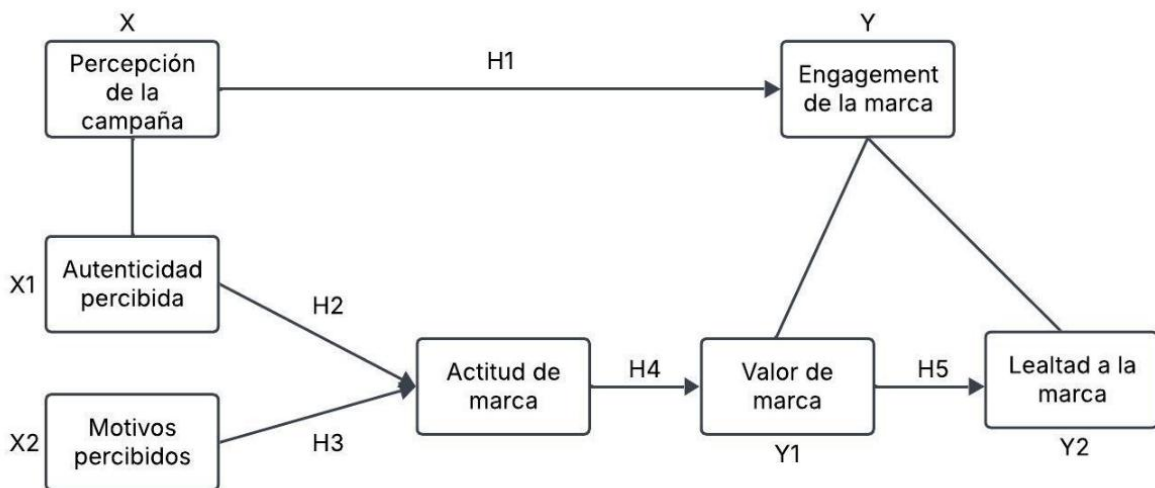 X
Y
Percepción
de la
campaña
H1
Engagement
de la marca
X1
Autenticidad
percibida
H2
Actitud de
marca
H4
Valor de
marca
H5
Lealtad a la
marca
X2
Motivos
percibidos
H3
Y1
Y2